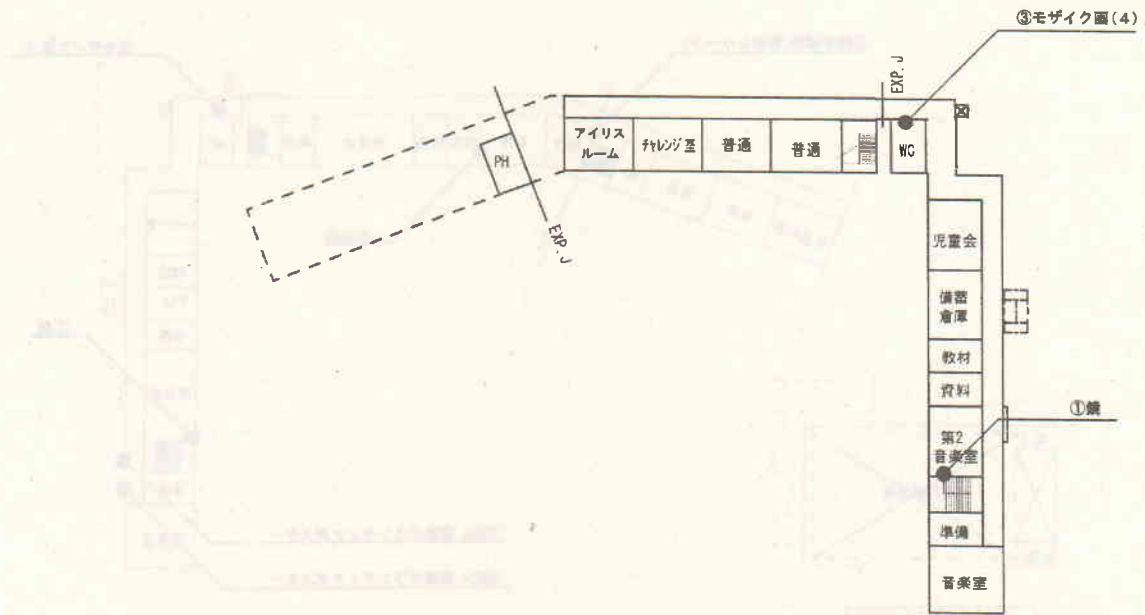 ③モザイク画(4)
EXP.J
アイリス
ルーム
チャレンジ室
普通
普通
WC
PH
EXP.J
児童会
備蓄
倉庫
教材
資料
①鏡
第2
音楽室
準備
音楽室